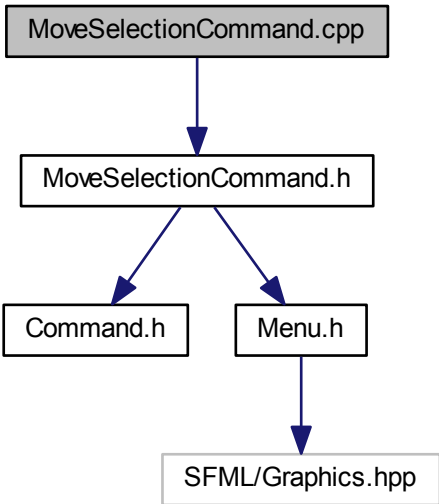 MoveSelectionCommand.cpp
MoveSelectionCommand.h
Command.h
Menu.h
SFML/Graphics.hpp